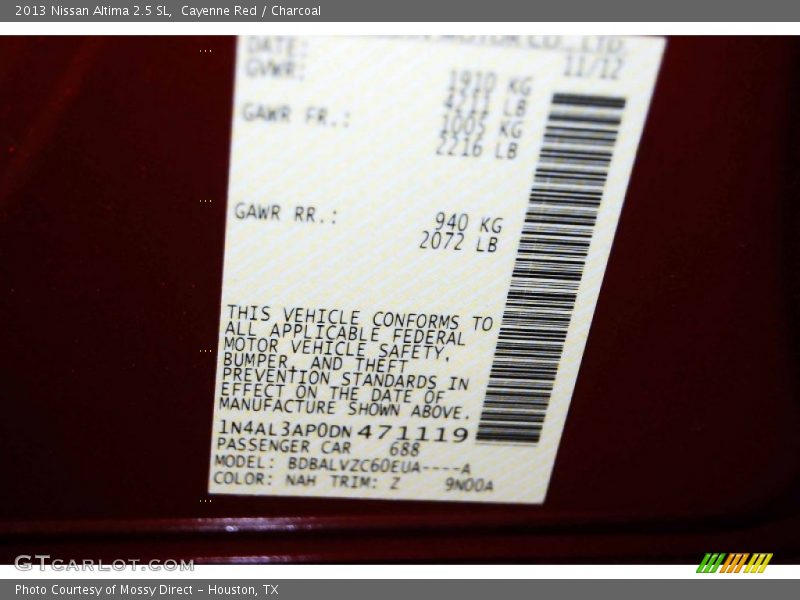 2013 Nissan Altima 2.5 SL, Cayenne Red / Charcoal
MOTOR CO., LTD.
DATE: 11/12
GVWR: 1910 KG
4211 LB
GAWR FR.: 1005 KG
2216 LB
GAWR RR.: 940 KG
2072 LB
THIS VEHICLE CONFORMS TO
ALL APPLICABLE FEDERAL
MOTOR VEHICLE SAFETY,
BUMPER, AND THEFT
PREVENTION STANDARDS IN
EFFECT ON THE DATE OF
MANUFACTURE SHOWN ABOVE.
1N4AL3AP0DN471119
PASSENGER CAR 688
MODEL: BDBALVZC60EUA----A
COLOR: NAH TRIM: Z 9N00A
GTcarlot.com
Photo Courtesy of Mossy Direct – Houston, TX